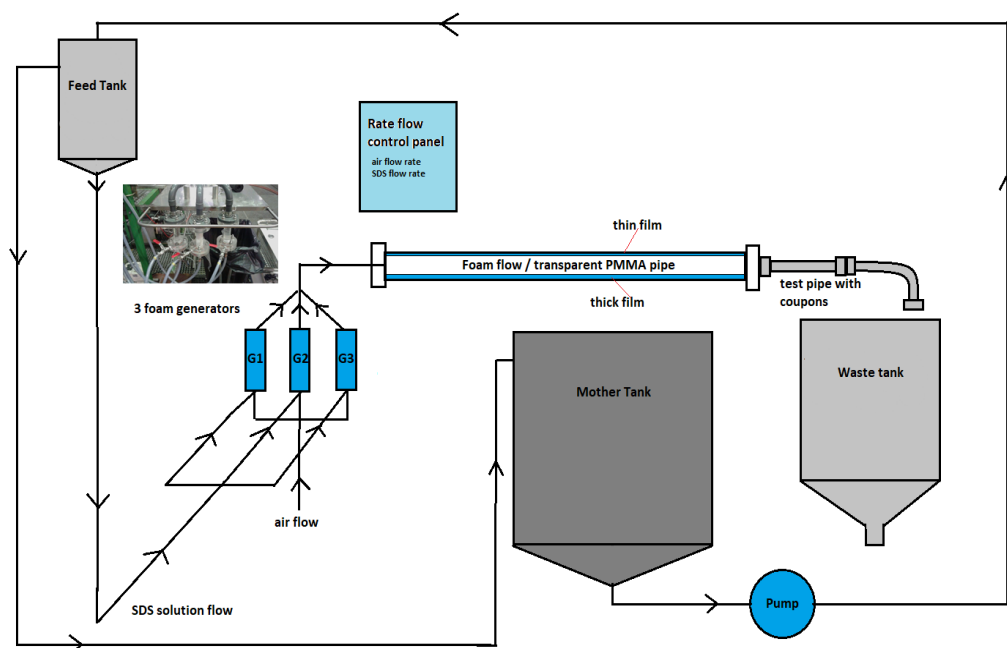 Feed Tank
Rate flow
control panel
air flow rate
SDS flow rate
thin film
Foam flow / transparent PMMA pipe
test pipe with
coupons
thick film
3 foam generators
G1
G2
G3
Mother Tank
Waste tank
air flow
SDS solution flow
Pump